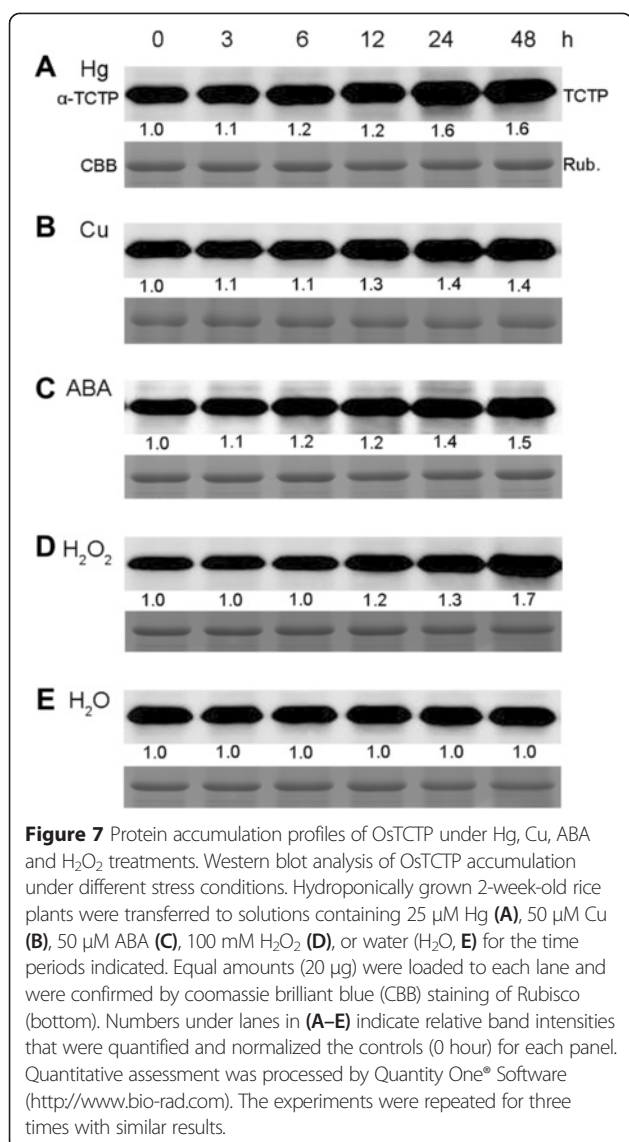 0 3 6 12 24 48 h
A Hg
α-TCTP TCTP
1.0 1.1 1.2 1.2 1.6 1.6
CBB Rub.
B Cu
1.0 1.1 1.1 1.3 1.4 1.4
C ABA
1.0 1.1 1.2 1.2 1.4 1.5
D H₂O₂
1.0 1.0 1.0 1.2 1.3 1.7
E H₂O
1.0 1.0 1.0 1.0 1.0 1.0
Figure 7 Protein accumulation profiles of OsTCTP under Hg, Cu, ABA
and H₂O₂ treatments. Western blot analysis of OsTCTP accumulation
under different stress conditions. Hydroponically grown 2-week-old rice
plants were transferred to solutions containing 25 μM Hg (A), 50 μM Cu
(B), 50 μM ABA (C), 100 mM H₂O₂ (D), or water (H₂O, E) for the time
periods indicated. Equal amounts (20 μg) were loaded to each lane and
were confirmed by coomassie brilliant blue (CBB) staining of Rubisco
(bottom). Numbers under lanes in (A–E) indicate relative band intensities
that were quantified and normalized the controls (0 hour) for each panel.
Quantitative assessment was processed by Quantity One® Software
(http://www.bio-rad.com). The experiments were repeated for three
times with similar results.